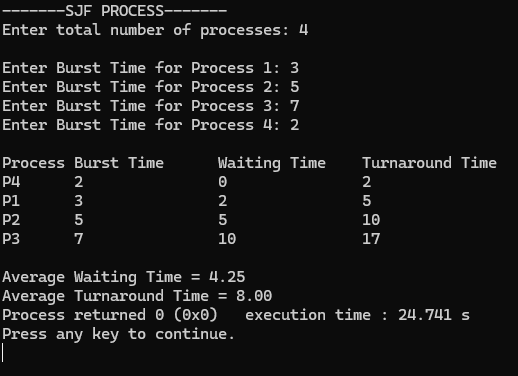 -------SJF PROCESS-------
Enter total number of processes: 4
Enter Burst Time for Process 1: 3
Enter Burst Time for Process 2: 5
Enter Burst Time for Process 3: 7
Enter Burst Time for Process 4: 2
Process Burst Time      Waiting Time    Turnaround Time
P4      2               0               2
P1      3               2               5
P2      5               5               10
P3      7               10              17
Average Waiting Time = 4.25
Average Turnaround Time = 8.00
Process returned 0 (0x0)   execution time : 24.741 s
Press any key to continue.